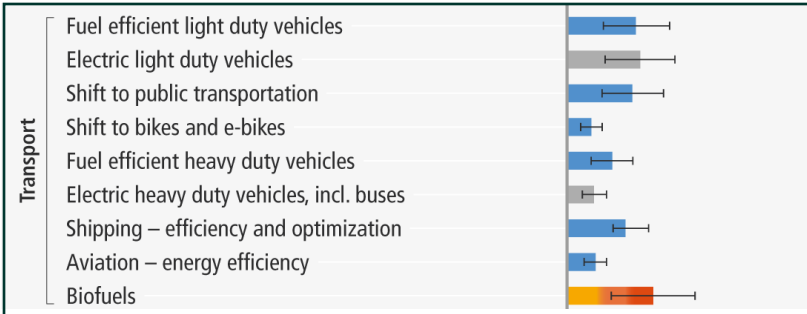 Transport
Fuel efficient light duty vehicles
Electric light duty vehicles
Shift to public transportation
Shift to bikes and e-bikes
Fuel efficient heavy duty vehicles
Electric heavy duty vehicles, incl. buses
Shipping – efficiency and optimization
Aviation – energy efficiency
Biofuels